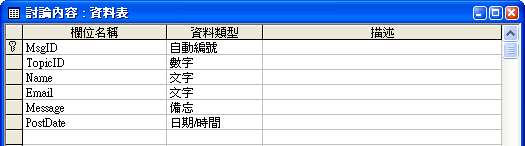 討論內容：資料表
欄位名稱 資料類型 描述
MsgID 自動編號
TopicID 數字
Name 文字
Email 文字
Message 備忘
PostDate 日期/時間